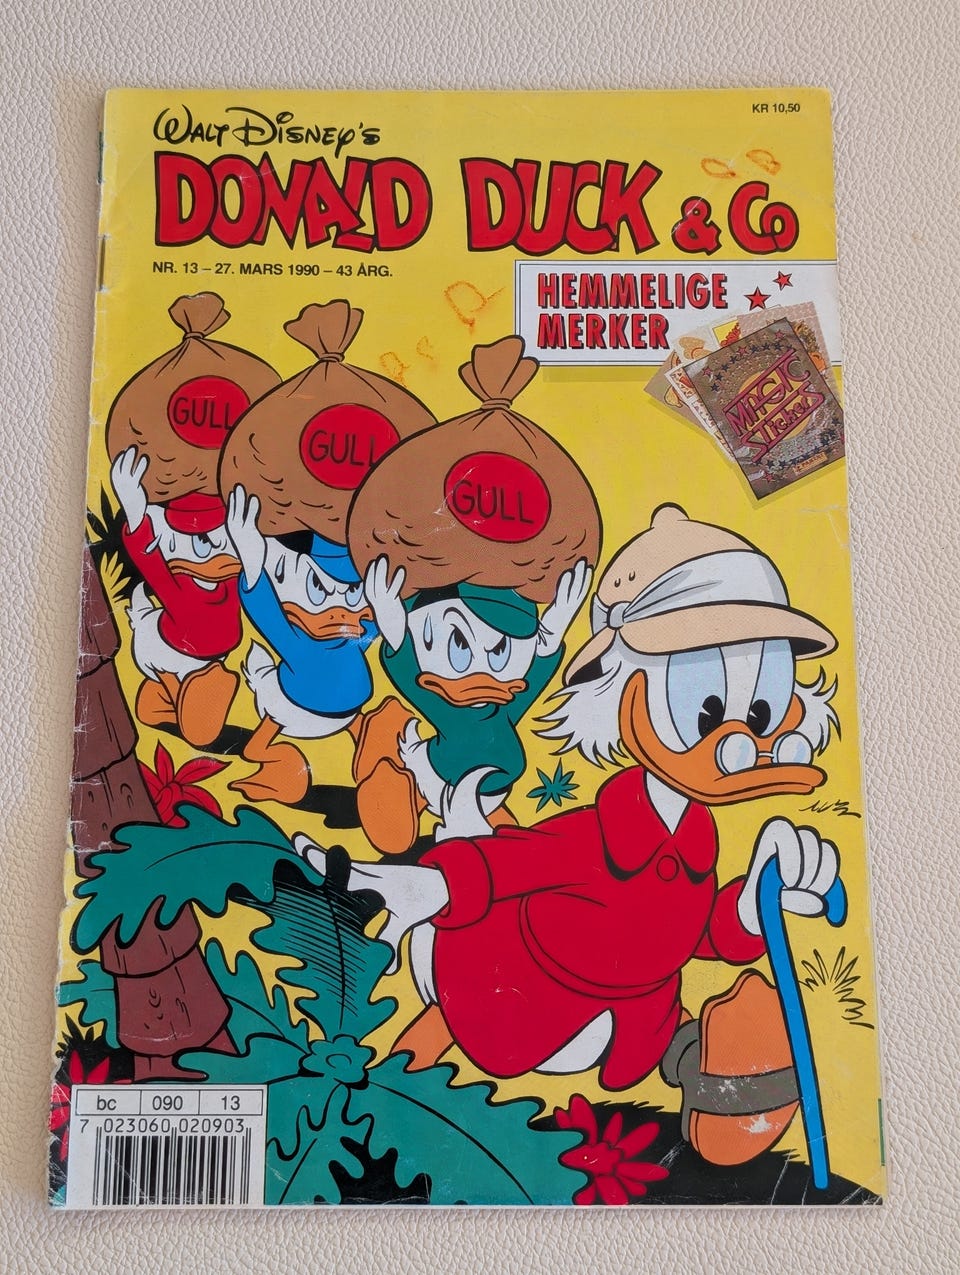 KR 10,50
WALT DISNEY'S
DONALD DUCK & CO
NR. 13 – 27. MARS 1990 – 43 ÅRG.
HEMMELIGE
MERKER
MAGIC
Stickers
PANINI
GULL
GULL
GULL
bc 090 13
7 023060 020903